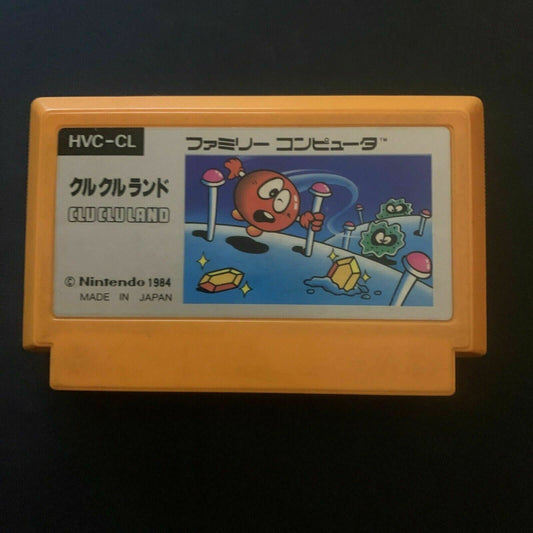 HVC-CL
ファミリー コンピュータ™
クルクルランド
CLU CLU LAND
© Nintendo 1984
MADE IN JAPAN